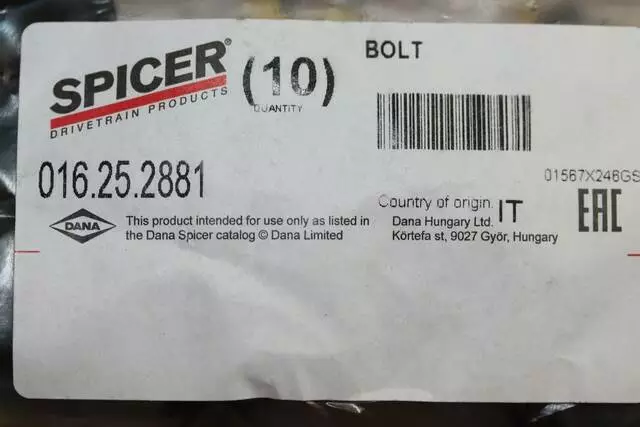 SPICER®
DRIVETRAIN PRODUCTS
(10)
QUANTITY
BOLT
016.25.2881
01567X246GS
DANA
This product intended for use only as listed in
the Dana Spicer catalog © Dana Limited
Country of origin. IT
Dana Hungary Ltd.
Körtefa st, 9027 Győr, Hungary
EAC